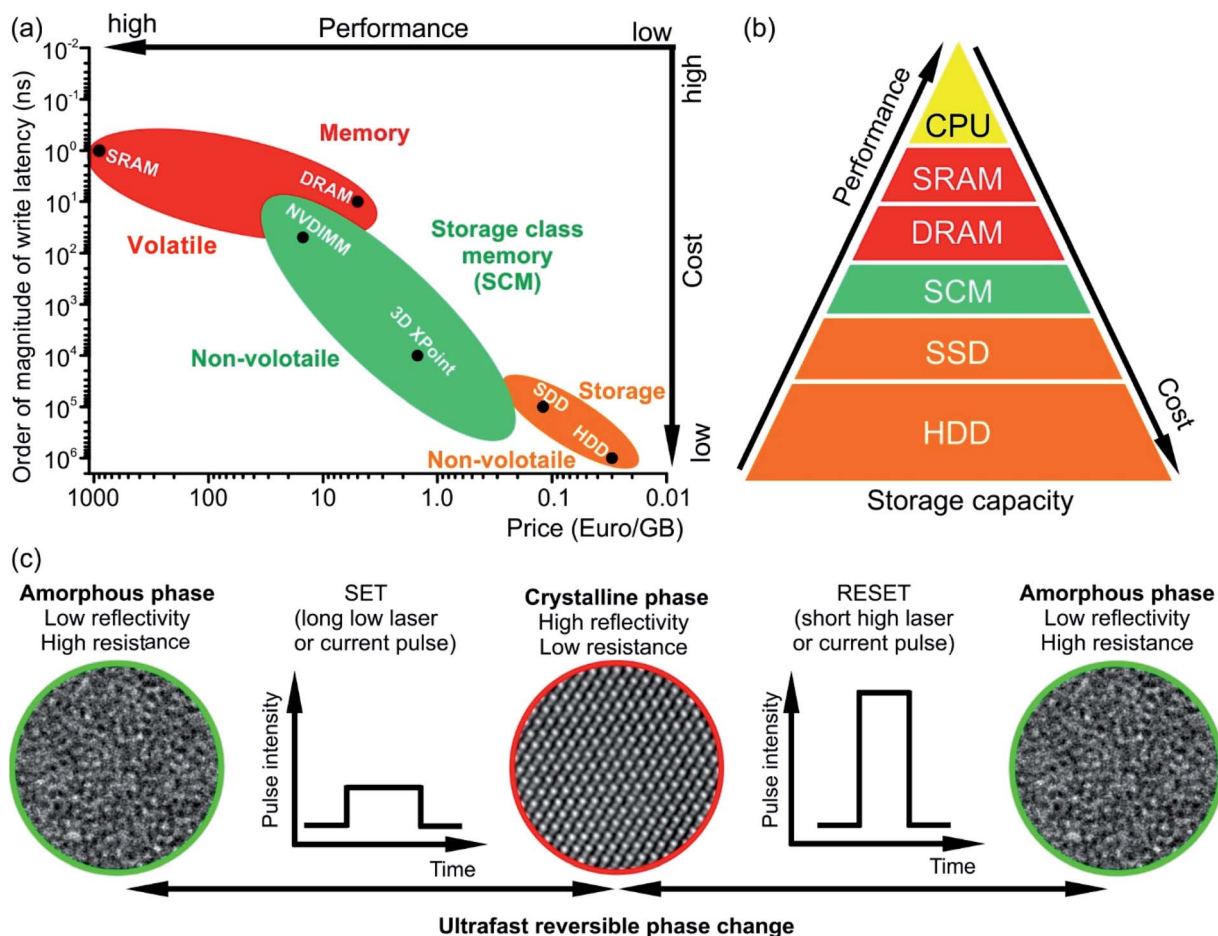 (a)
high
Performance
low
10⁻²
10⁻¹
10⁰
10¹
10²
10³
10⁴
10⁵
10⁶
Order of magnitude of write latency (ns)
SRAM
Memory
DRAM
Volatile
NVDIMM
Storage class
memory
(SCM)
3D XPoint
Non-volotaile
Storage
SDD
HDD
Non-volotaile
high
Cost
low
1000
100
10
1.0
0.1
0.01
Price (Euro/GB)
(b)
Performance
Cost
CPU
SRAM
DRAM
SCM
SSD
HDD
Storage capacity
(c)
Amorphous phase
Low reflectivity
High resistance
SET
(long low laser
or current pulse)
Pulse intensity
Time
Crystalline phase
High reflectivity
Low resistance
RESET
(short high laser
or current pulse)
Pulse intensity
Time
Amorphous phase
Low reflectivity
High resistance
Ultrafast reversible phase change